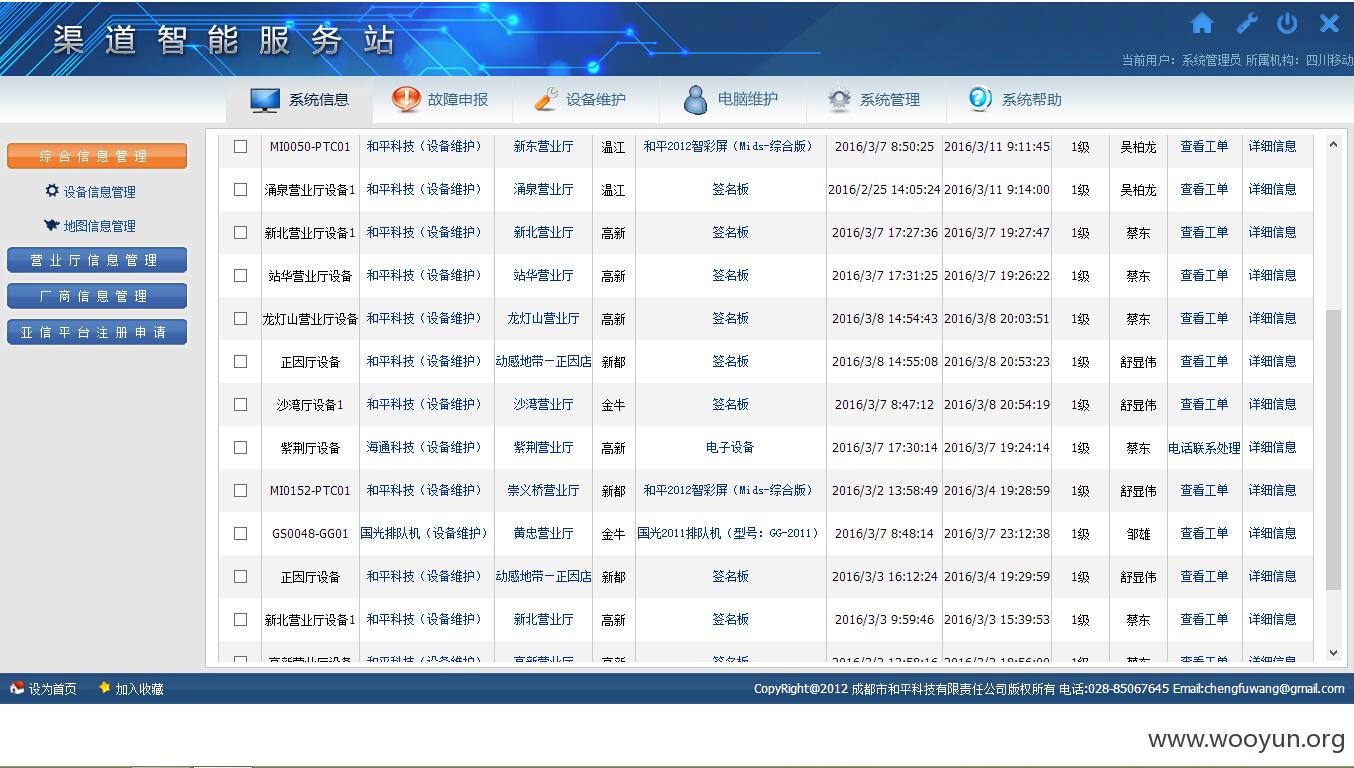 渠道智能服务站
当前用户：系统管理员 所属机构：四川移动
系统信息 故障申报 设备维护 电脑维护 系统管理 系统帮助
综合信息管理
设备信息管理
地图信息管理
营业厅信息管理
厂商信息管理
亚信平台注册申请
MI0050-PTC01 和平科技（设备维护） 新东营业厅 温江 和平2012智彩屏（Mids-综合版） 2016/3/7 8:50:25 2016/3/11 9:11:45 1级 吴柏龙 查看工单 详细信息
涌泉营业厅设备1 和平科技（设备维护） 涌泉营业厅 温江 签名板 2016/2/25 14:05:24 2016/3/11 9:14:00 1级 吴柏龙 查看工单 详细信息
新北营业厅设备1 和平科技（设备维护） 新北营业厅 高新 签名板 2016/3/7 17:27:36 2016/3/7 19:27:47 1级 蔡东 查看工单 详细信息
站华营业厅设备 和平科技（设备维护） 站华营业厅 高新 签名板 2016/3/7 17:31:25 2016/3/7 19:26:22 1级 蔡东 查看工单 详细信息
龙灯山营业厅设备 和平科技（设备维护） 龙灯山营业厅 高新 签名板 2016/3/8 14:54:43 2016/3/8 20:03:51 1级 蔡东 查看工单 详细信息
正因厅设备 和平科技（设备维护） 动感地带－正因店 新都 签名板 2016/3/8 14:55:08 2016/3/8 20:53:23 1级 舒显伟 查看工单 详细信息
沙湾厅设备1 和平科技（设备维护） 沙湾营业厅 金牛 签名板 2016/3/7 8:47:12 2016/3/8 20:54:19 1级 舒显伟 查看工单 详细信息
紫荆厅设备 海通科技（设备维护） 紫荆营业厅 高新 电子设备 2016/3/7 17:30:14 2016/3/7 19:24:14 1级 蔡东 电话联系处理 详细信息
MI0152-PTC01 和平科技（设备维护） 崇义桥营业厅 新都 和平2012智彩屏（Mids-综合版） 2016/3/2 13:58:49 2016/3/4 19:28:59 1级 舒显伟 查看工单 详细信息
GS0048-GG01 国光排队机（设备维护） 黄忠营业厅 金牛 国光2011排队机（型号：GG-2011） 2016/3/7 8:48:14 2016/3/7 23:12:38 1级 邹雄 查看工单 详细信息
正因厅设备 和平科技（设备维护） 动感地带－正因店 新都 签名板 2016/3/3 16:12:24 2016/3/4 19:29:59 1级 舒显伟 查看工单 详细信息
新北营业厅设备1 和平科技（设备维护） 新北营业厅 高新 签名板 2016/3/3 9:59:46 2016/3/3 15:39:53 1级 蔡东 查看工单 详细信息
设为首页 加入收藏 CopyRight@2012 成都市和平科技有限责任公司版权所有 电话:028-85067645 Email:chengfuwang@gmail.com
www.wooyun.org